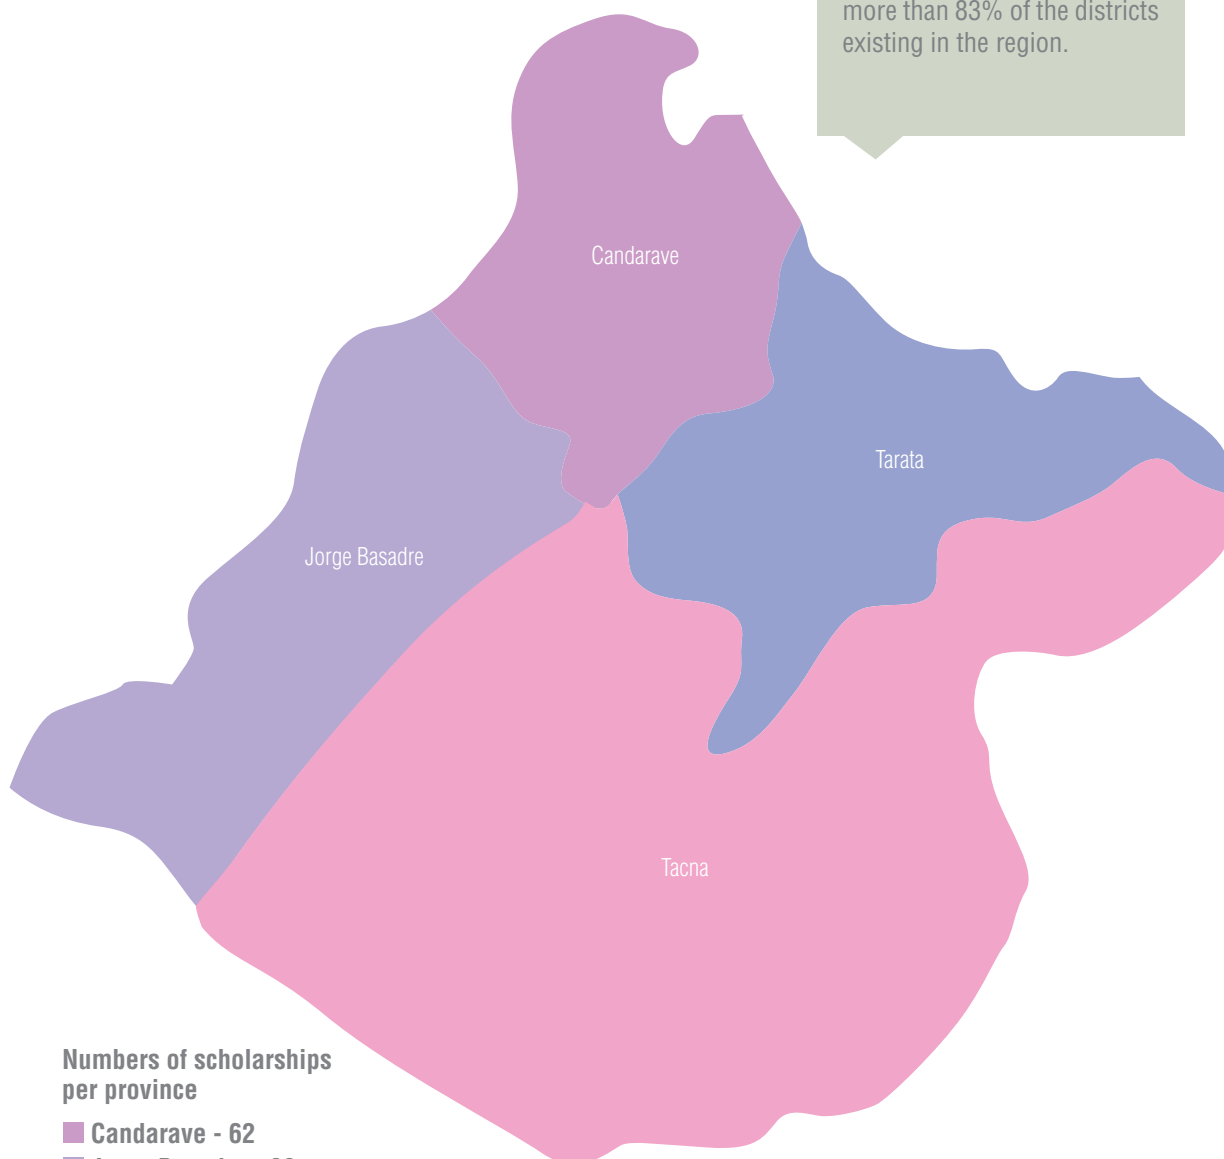 more than 83% of the districts
existing in the region.
Candarave
Tarata
Jorge Basadre
Tacna
Numbers of scholarships
per province
Candarave - 62